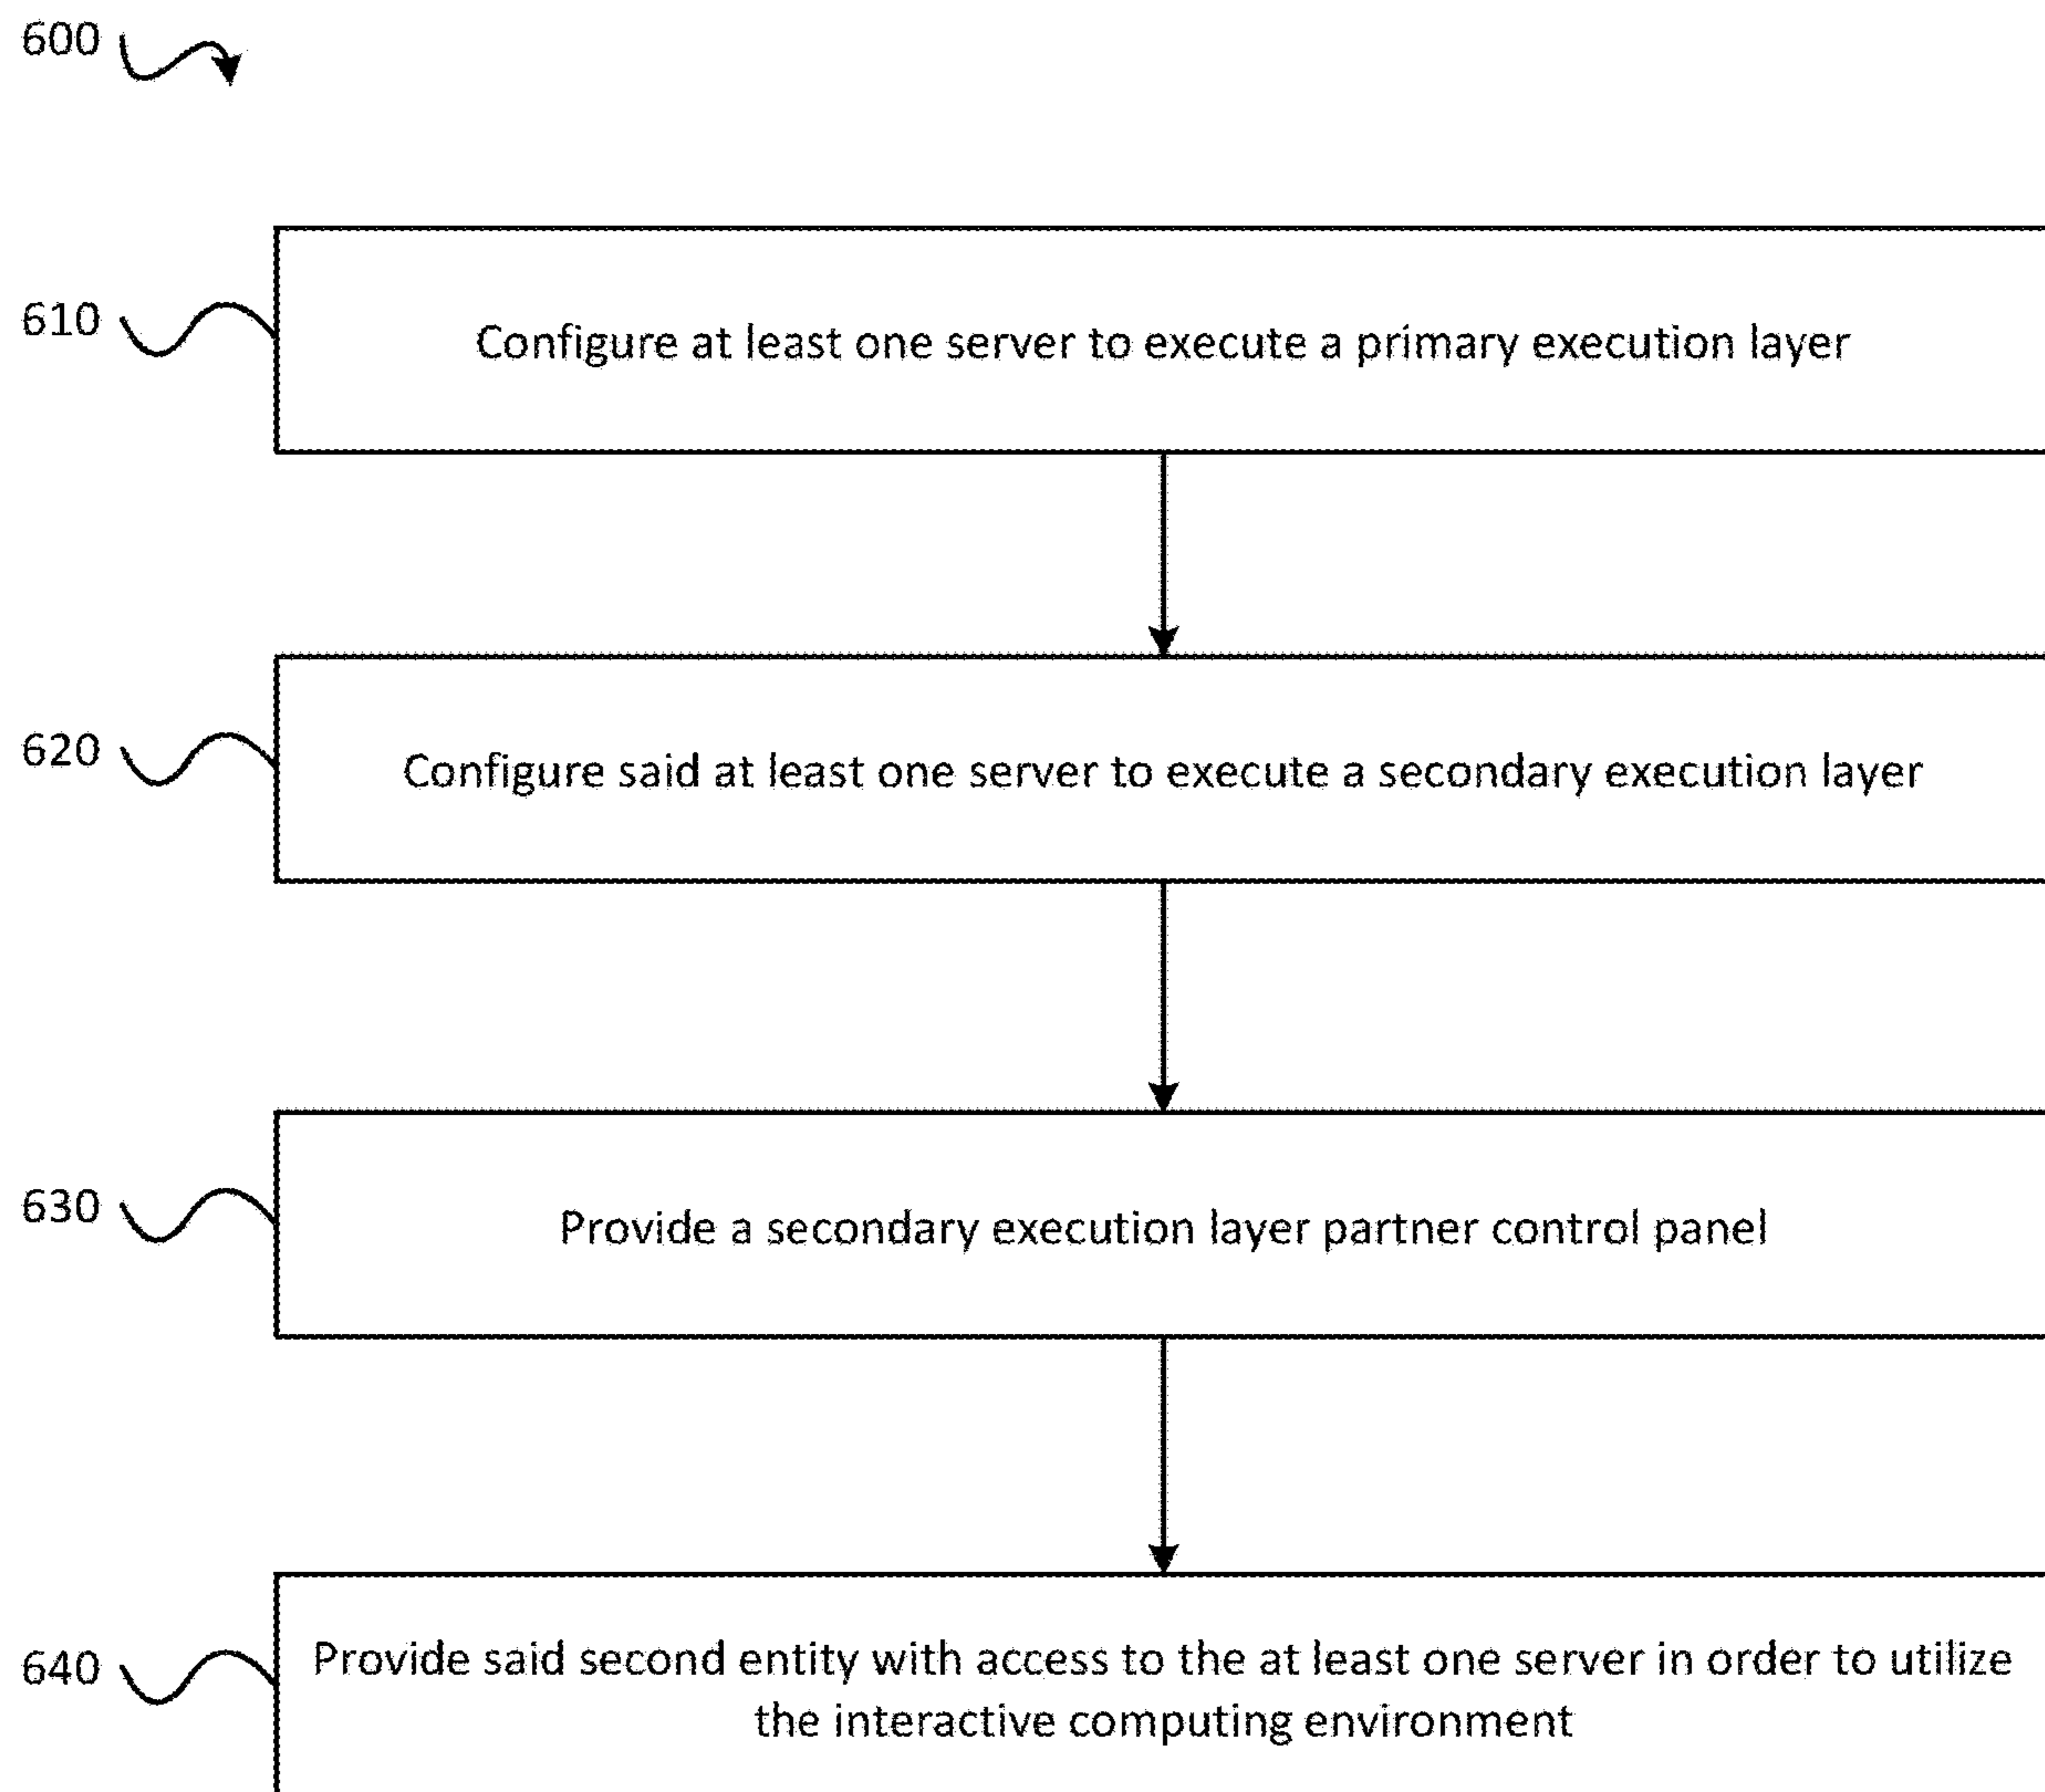 600
610
Configure at least one server to execute a primary execution layer
620
Configure said at least one server to execute a secondary execution layer
630
Provide a secondary execution layer partner control panel
640
Provide said second entity with access to the at least one server in order to utilize
the interactive computing environment